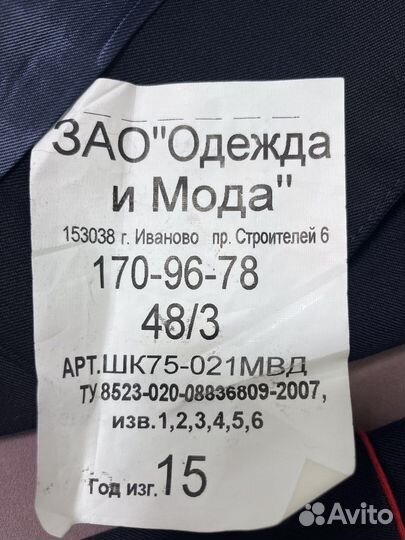 ЗАО"Одежда
и Мода"
153038 г. Иваново пр. Строителей 6
170-96-78
48/3
АРТ.ШК75-021МВД
ТУ 8523-020-08836809-2007,
изв.1,2,3,4,5,6
Год изг. 15
Avito